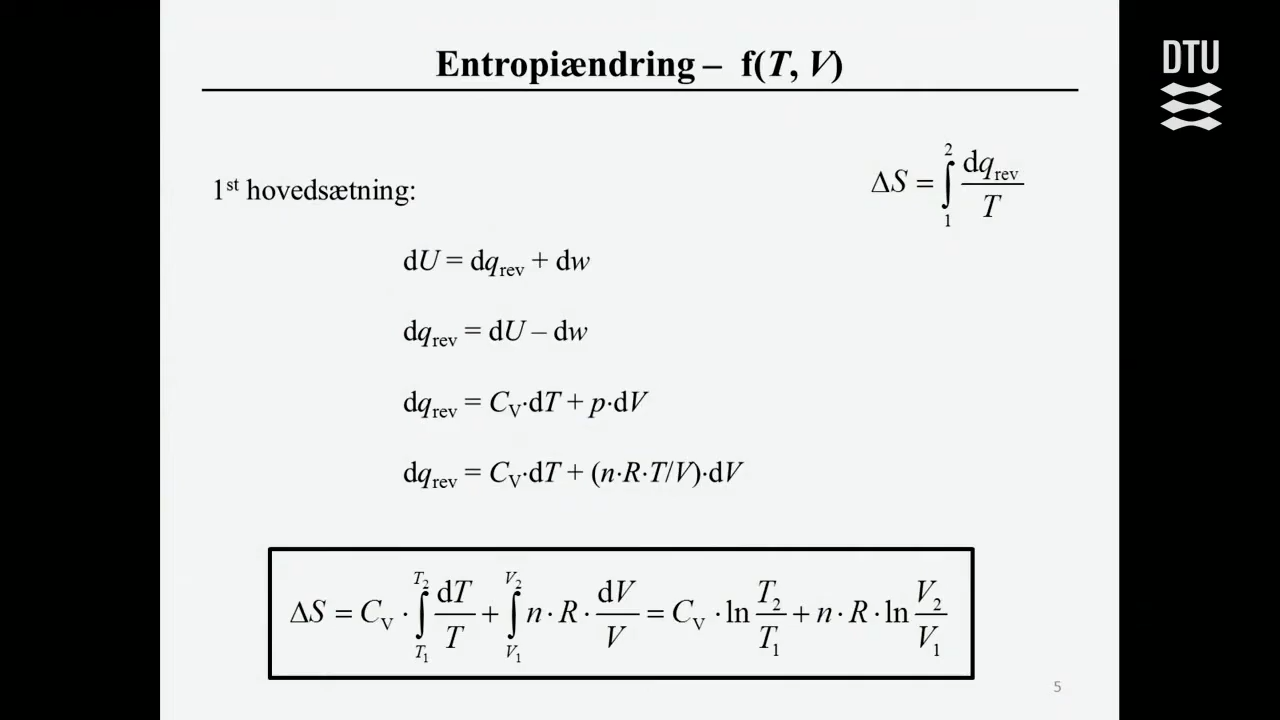 Entropiændring – f(T, V)
DTU
1st hovedsætning:
ΔS = ∫₁² dq_rev / T
dU = dq_rev + dw
dq_rev = dU – dw
dq_rev = C_V·dT + p·dV
dq_rev = C_V·dT + (n·R·T/V)·dV
ΔS = C_V · ∫_{T₁}^{T₂} dT/T + ∫_{V₁}^{V₂} n · R · dV/V = C_V · ln T₂/T₁ + n · R · ln V₂/V₁
5